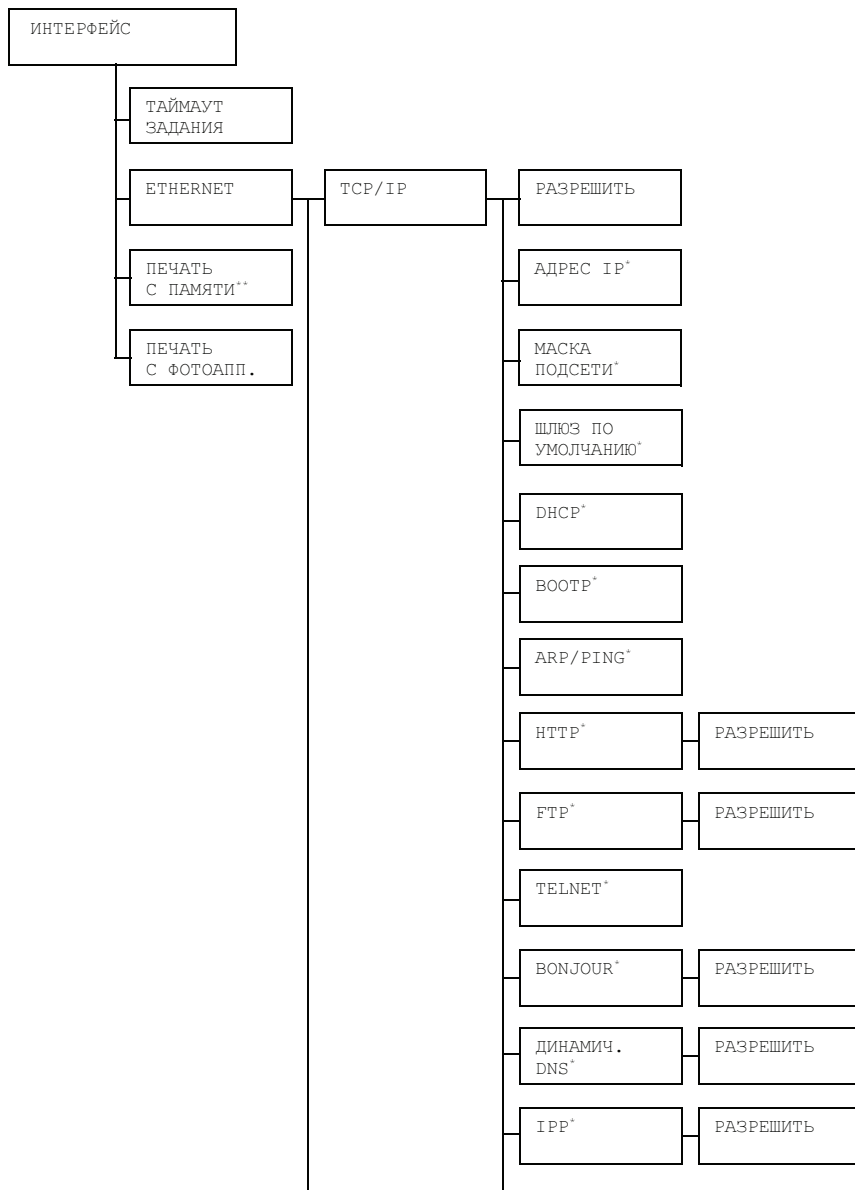 ИНТЕРФЕЙС
ТАЙМАУТ
ЗАДАНИЯ
ETHERNET
TCP/IP
РАЗРЕШИТЬ
ПЕЧАТЬ
С ПАМЯТИ**
АДРЕС IP*
ПЕЧАТЬ
С ФОТОАПП.
МАСКА
ПОДСЕТИ*
ШЛЮЗ ПО
УМОЛЧАНИЮ*
DHCP*
BOOTP*
ARP/PING*
HTTP*
РАЗРЕШИТЬ
FTP*
РАЗРЕШИТЬ
TELNET*
BONJOUR*
РАЗРЕШИТЬ
ДИНАМИЧ.
DNS*
РАЗРЕШИТЬ
IPP*
РАЗРЕШИТЬ